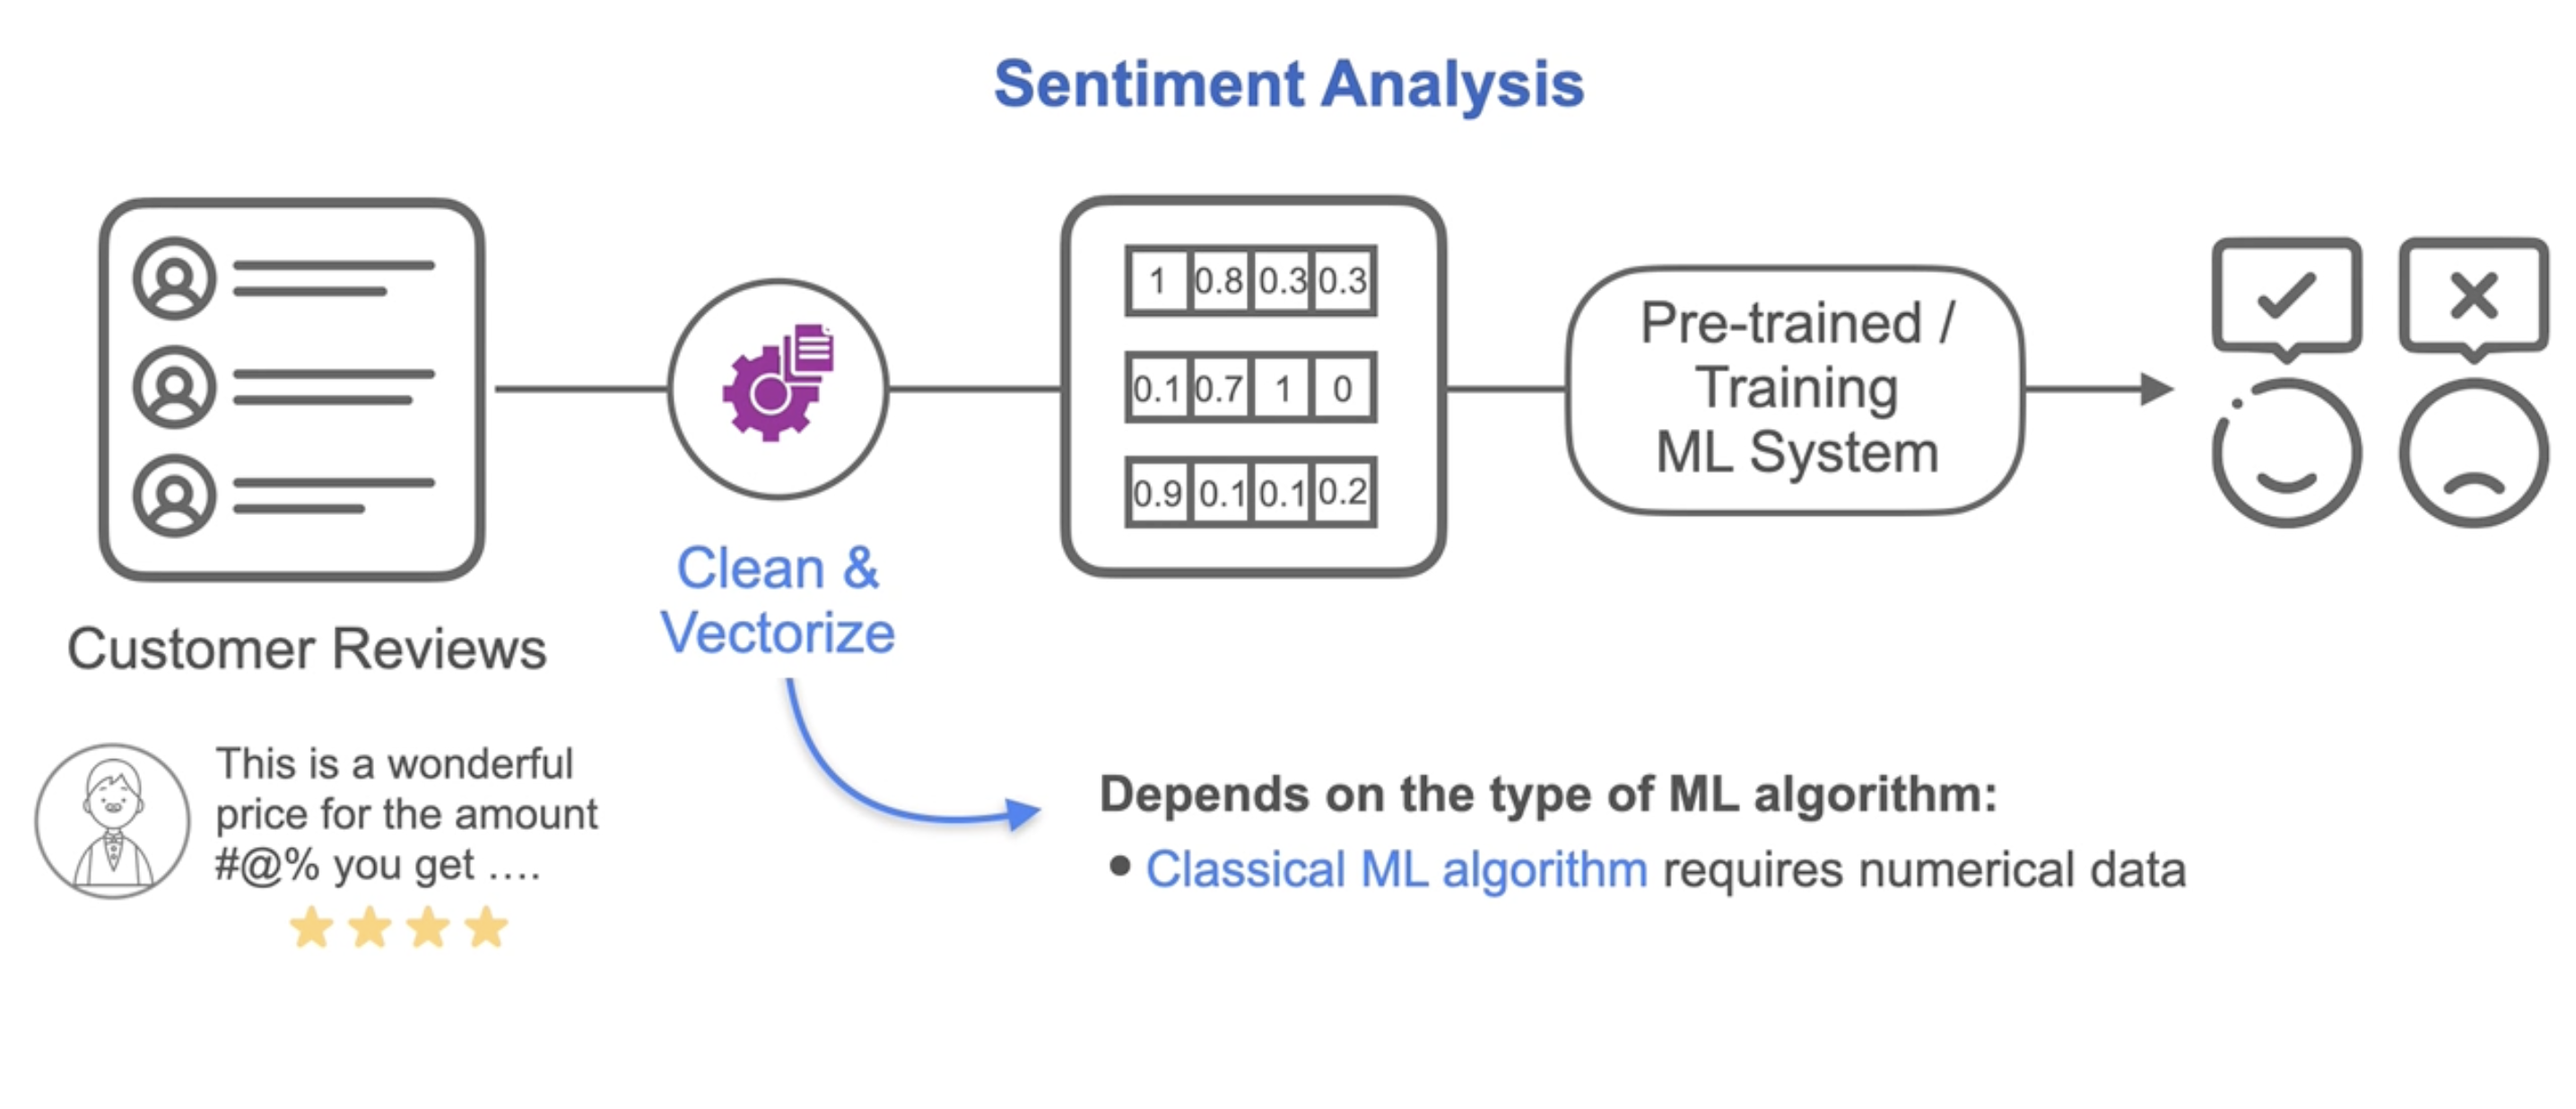 Sentiment Analysis
1 0.8 0.3 0.3
0.1 0.7 1 0
0.9 0.1 0.1 0.2
Pre-trained /
Training
ML System
Clean &
Vectorize
Customer Reviews
This is a wonderful
price for the amount
#@% you get ....
Depends on the type of ML algorithm:
• Classical ML algorithm requires numerical data